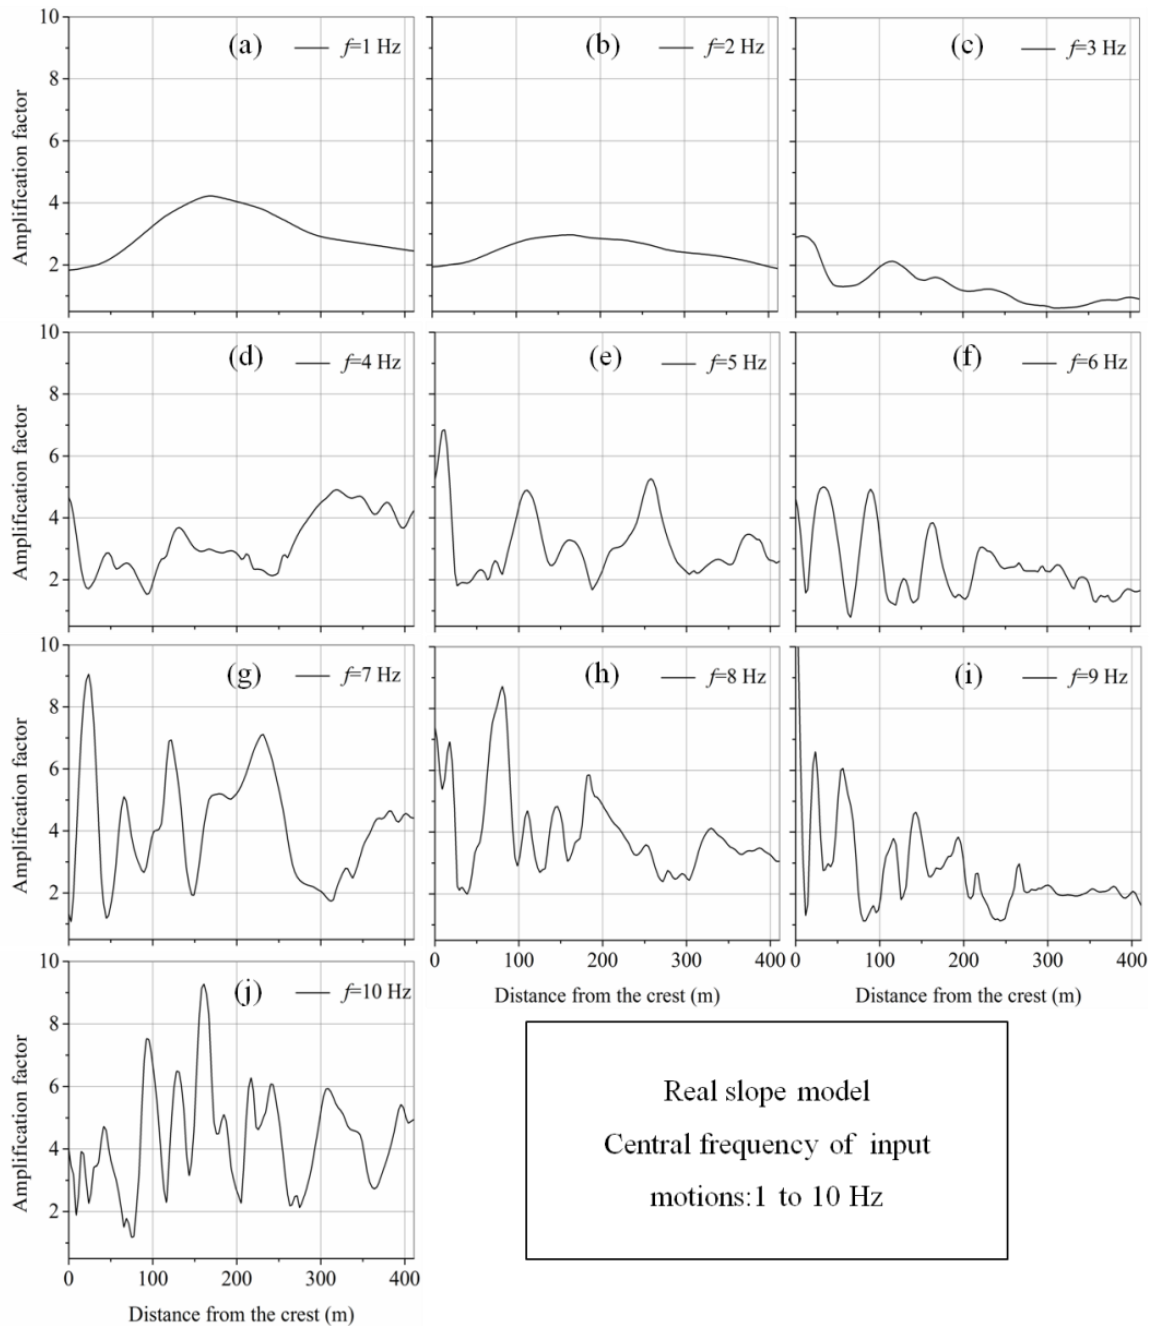 10
(a)
f=1 Hz
(b)
f=2 Hz
(c)
f=3 Hz
8
6
4
2
Amplification factor
10
(d)
f=4 Hz
(e)
f=5 Hz
(f)
f=6 Hz
8
6
4
2
Amplification factor
10
(g)
f=7 Hz
(h)
f=8 Hz
(i)
f=9 Hz
8
6
4
2
Amplification factor
0 100 200 300 400
Distance from the crest (m)
0 100 200 300 400
Distance from the crest (m)
10
(j)
f=10 Hz
8
6
4
2
Amplification factor
0 100 200 300 400
Distance from the crest (m)
Real slope model
Central frequency of input
motions:1 to 10 Hz